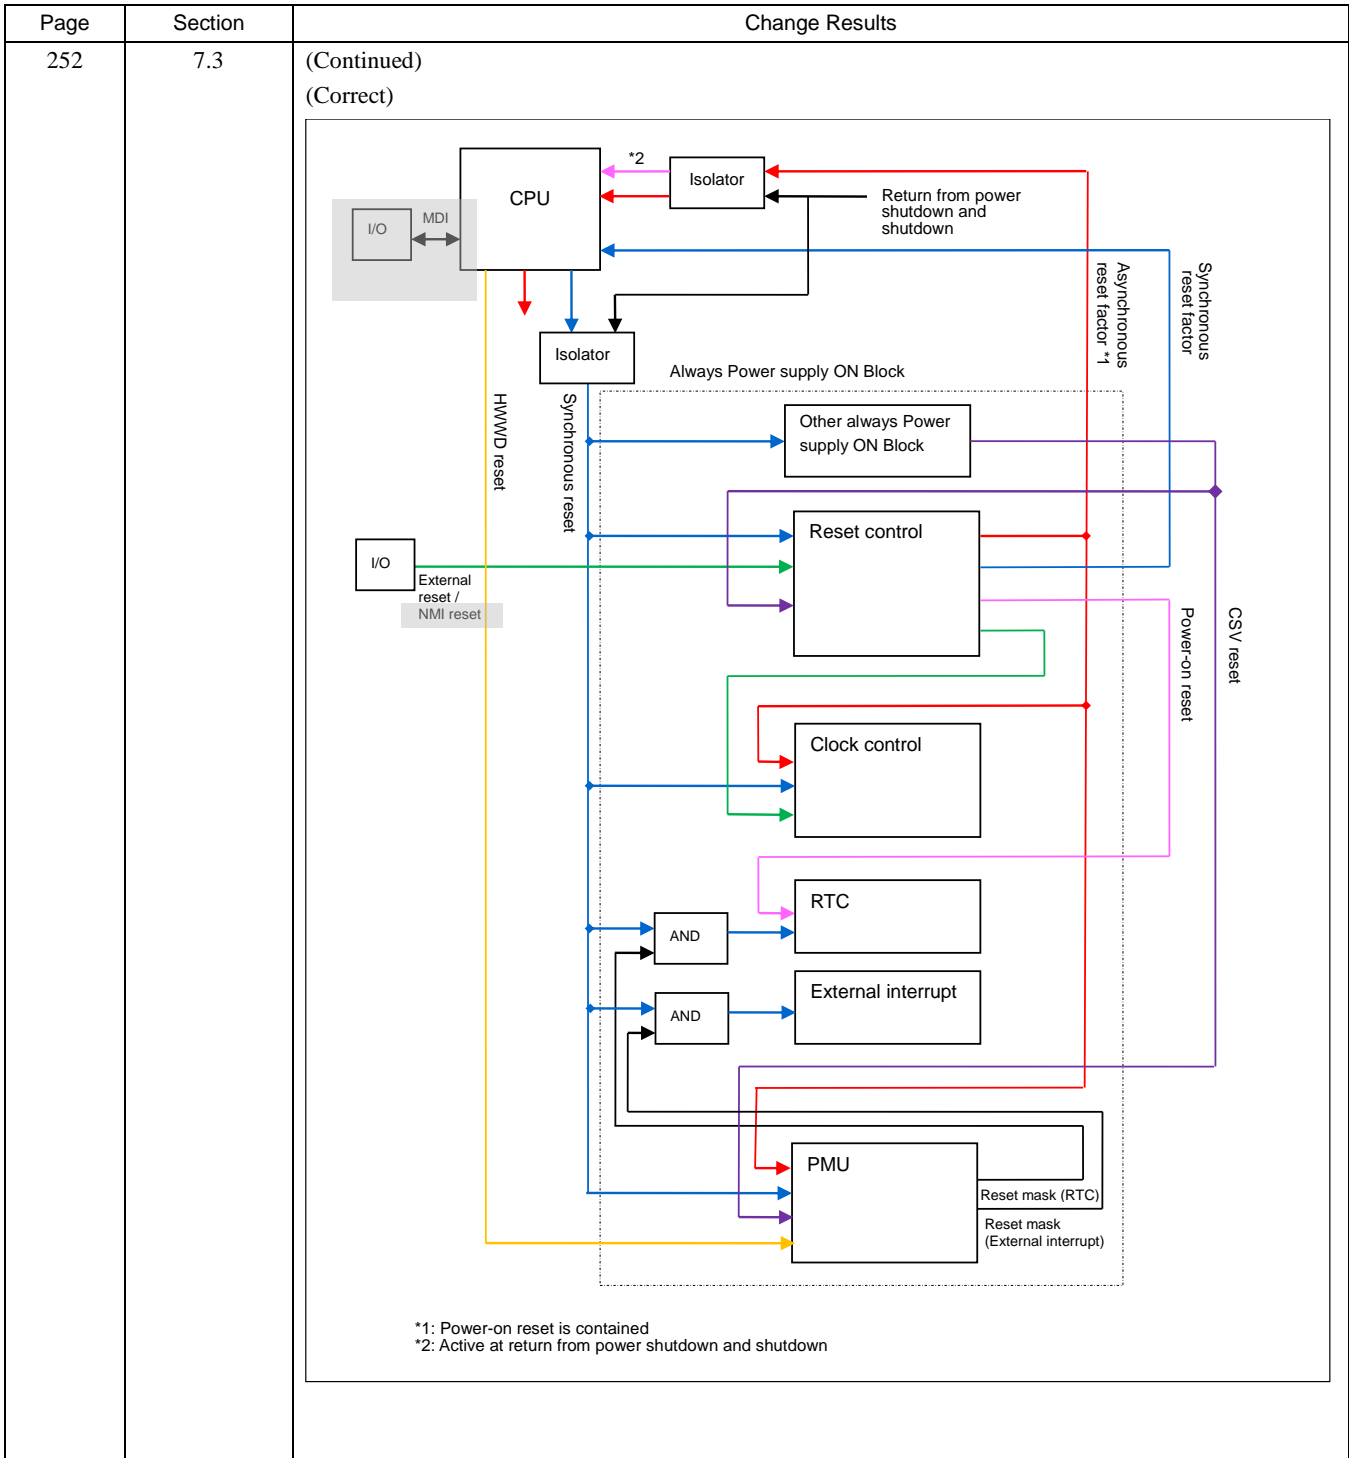 Page Section Change Results
252 7.3 (Continued)
(Correct)
*2
Isolator
CPU
Return from power
shutdown and
shutdown
I/O
MDI
Asynchronous
reset factor *1
Synchronous
reset factor
Isolator
Always Power supply ON Block
HWWD reset
Synchronous reset
Other always Power
supply ON Block
Reset control
I/O
External
reset /
NMI reset
Power-on reset
CSV reset
Clock control
RTC
AND
External interrupt
AND
PMU
Reset mask (RTC)
Reset mask
(External interrupt)
*1: Power-on reset is contained
*2: Active at return from power shutdown and shutdown